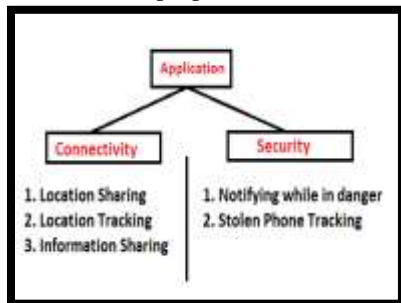 Application
Connectivity
Security
1. Location Sharing
2. Location Tracking
3. Information Sharing
1. Notifying while in danger
2. Stolen Phone Tracking